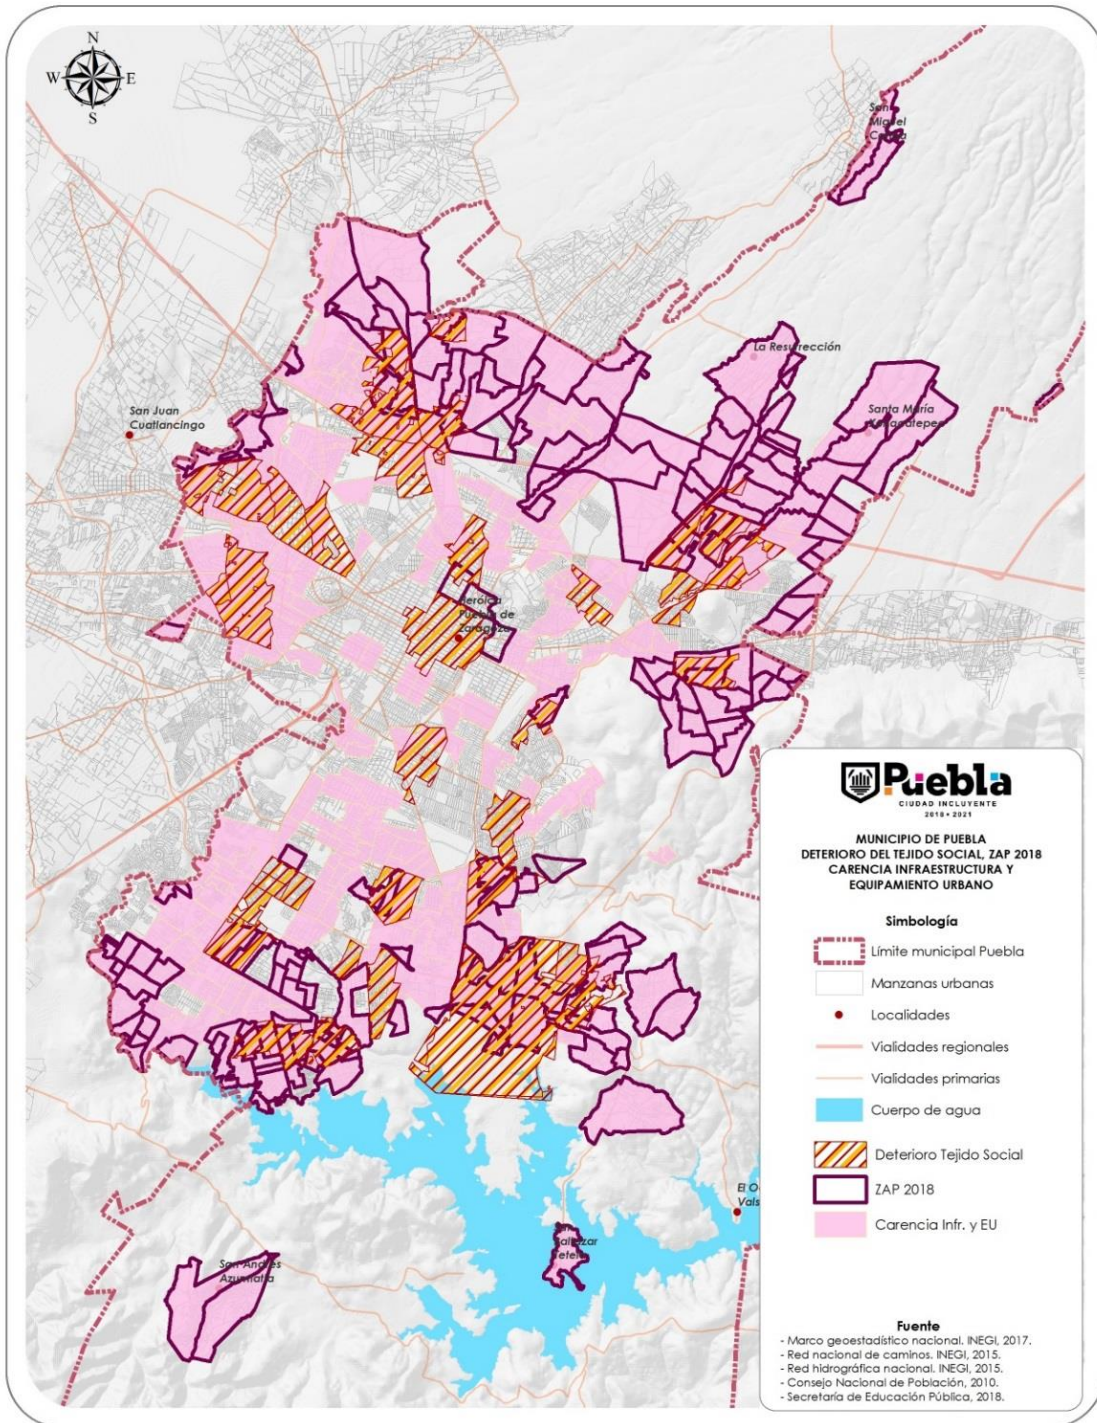 N
W E
S
San
Miguel
La Resurrección
Santa María
San Juan
Cuatlancingo
Heróica
Puebla de
Zaragoza
San Andrés
El O
Vals
Puebla
CIUDAD INCLUYENTE
2018 • 2021
MUNICIPIO DE PUEBLA
DETERIORO DEL TEJIDO SOCIAL, ZAP 2018
CARENCIA INFRAESTRUCTURA Y
EQUIPAMIENTO URBANO
Simbología
Límite municipal Puebla
Manzanas urbanas
Localidades
Vialidades regionales
Vialidades primarias
Cuerpo de agua
Deterioro Tejido Social
ZAP 2018
Carencia Infr. y EU
Fuente
- Marco geoestadístico nacional. INEGI, 2017.
- Red nacional de caminos. INEGI, 2015.
- Red hidrográfica nacional. INEGI, 2015.
- Consejo Nacional de Población, 2010.
- Secretaría de Educación Pública, 2018.